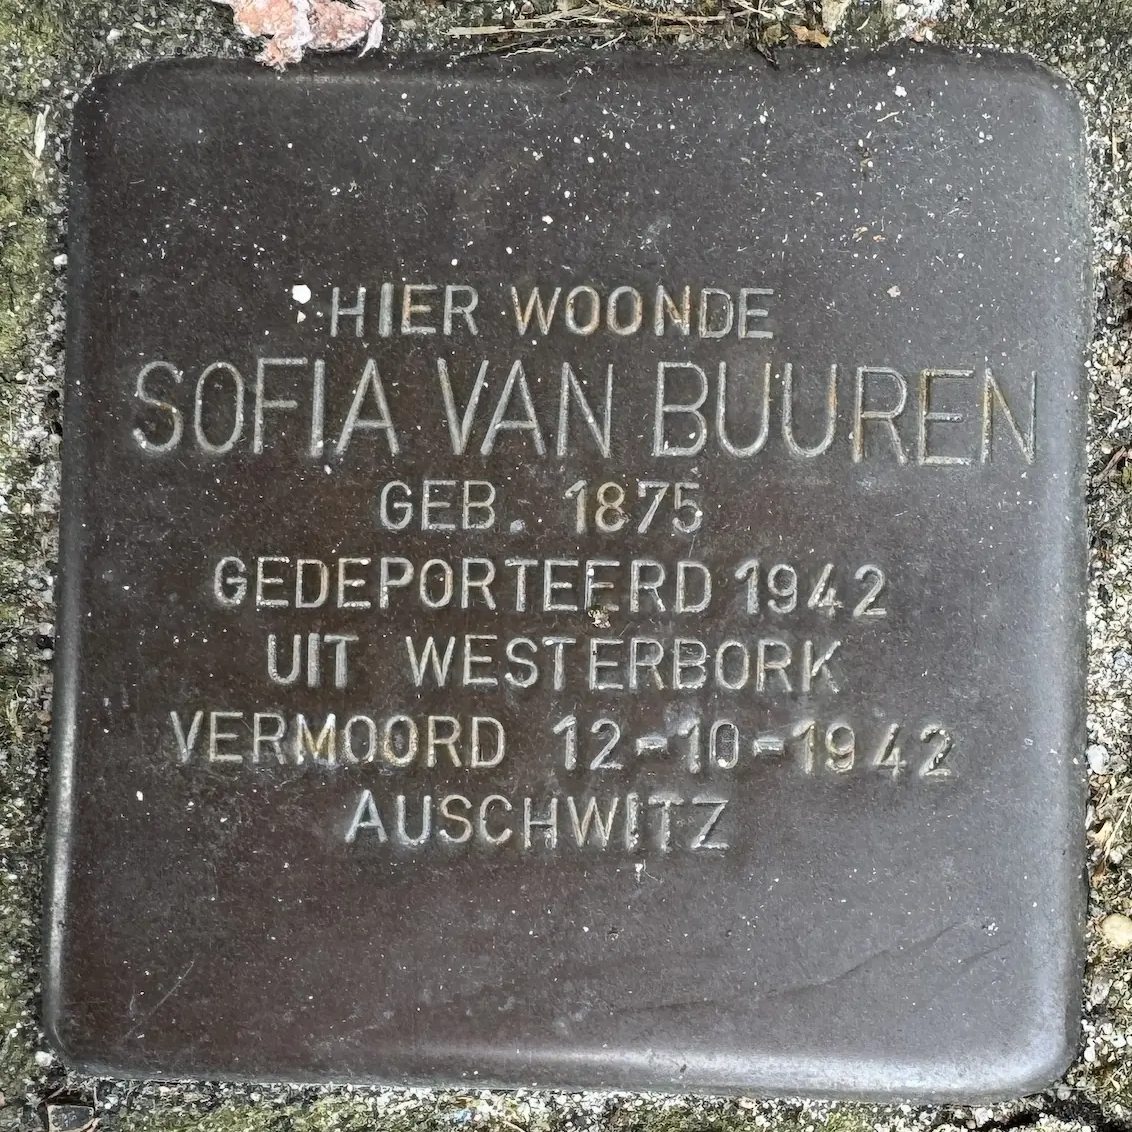 HIER WOONDE
SOFIA VAN BUUREN
GEB. 1875
GEDEPORTEERD 1942
UIT WESTERBORK
VERMOORD 12-10-1942
AUSCHWITZ